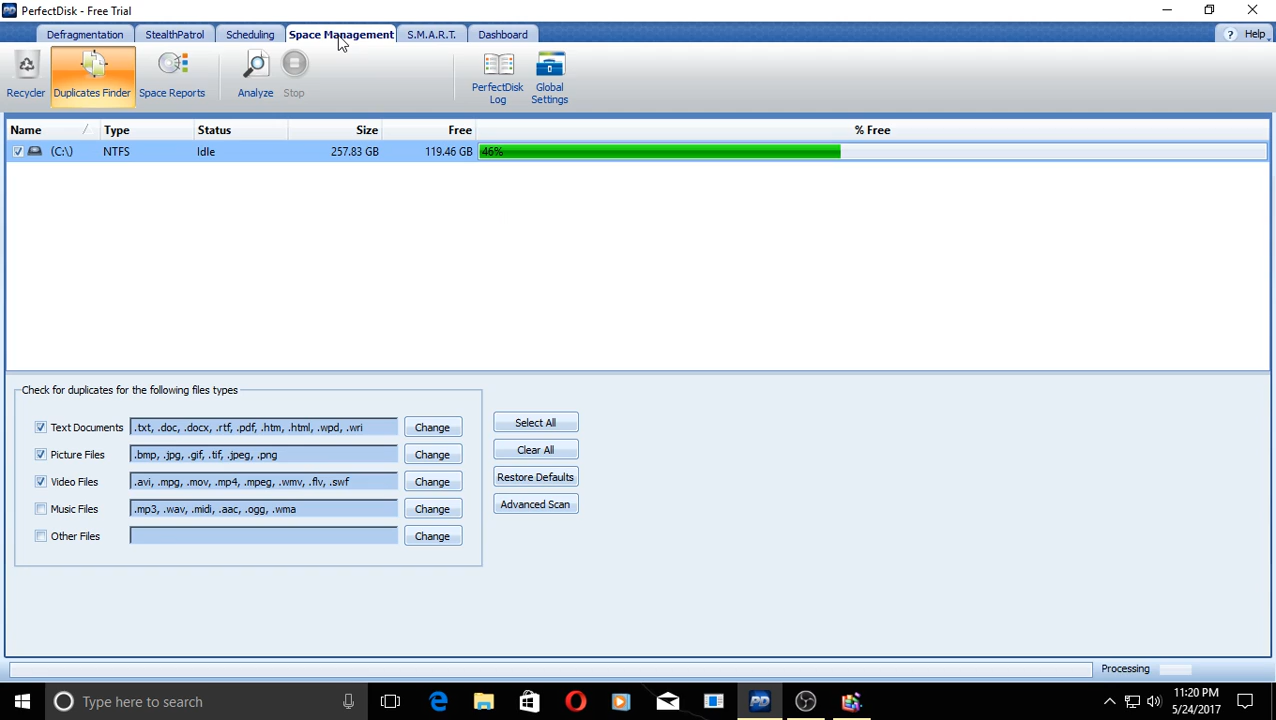 PerfectDisk - Free Trial
Defragmentation StealthPatrol Scheduling Space Management S.M.A.R.T. Dashboard ? Help
Recycler Duplicates Finder Space Reports Analyze Stop PerfectDisk Log Global Settings
Name Type Status Size Free % Free
(C:\) NTFS Idle 257.83 GB 119.46 GB 46%
Check for duplicates for the following files types
Text Documents .txt, .doc, .docx, .rtf, .pdf, .htm, .html, .wpd, .wri Change Select All
Picture Files .bmp, .jpg, .gif, .tif, .jpeg, .png Change Clear All
Video Files .avi, .mpg, .mov, .mp4, .mpeg, .wmv, .flv, .swf Change Restore Defaults
Music Files .mp3, .wav, .midi, .aac, .ogg, .wma Change Advanced Scan
Other Files Change
Processing
Type here to search PD 11:20 PM
5/24/2017